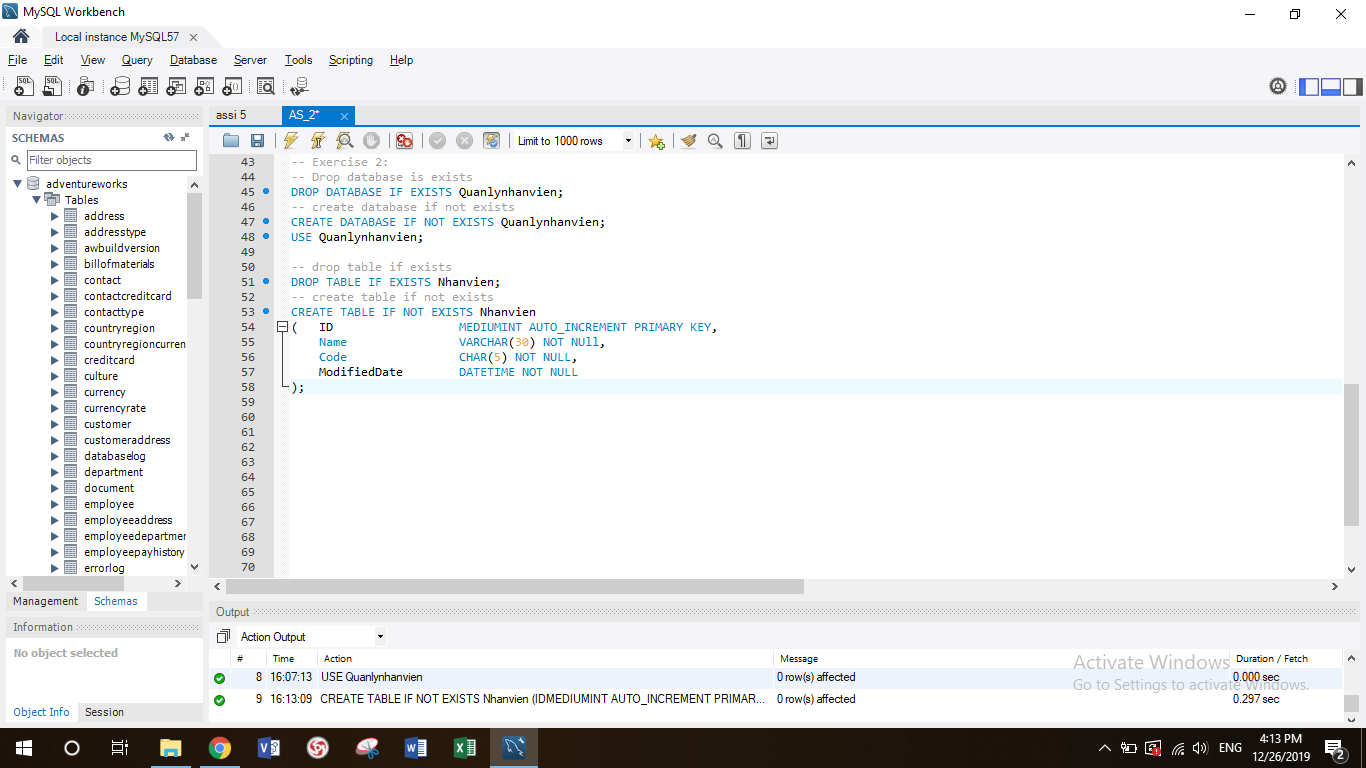 MySQL Workbench
Local instance MySQL57
File Edit View Query Database Server Tools Scripting Help
Navigator
SCHEMAS
Filter objects
adventureworks
Tables
address
addresstype
awbuildversion
billofmaterials
contact
contactcreditcard
contacttype
countryregion
countryregioncurren
creditcard
culture
currency
currencyrate
customer
customeraddress
databaselog
department
document
employee
employeeaddress
employeedepartmer
employeepayhistory
errorlog
Management Schemas
Information
No object selected
Object Info Session
assi 5 AS_2*
Limit to 1000 rows
43 -- Exercise 2:
44 -- Drop database is exists
45 DROP DATABASE IF EXISTS Quanlynhanvien;
46 -- create database if not exists
47 CREATE DATABASE IF NOT EXISTS Quanlynhanvien;
48 USE Quanlynhanvien;
49
50 -- drop table if exists
51 DROP TABLE IF EXISTS Nhanvien;
52 -- create table if not exists
53 CREATE TABLE IF NOT EXISTS Nhanvien
54 ( ID MEDIUMINT AUTO_INCREMENT PRIMARY KEY,
55 Name VARCHAR(30) NOT NUll,
56 Code CHAR(5) NOT NULL,
57 ModifiedDate DATETIME NOT NULL
58 );
59
60
61
62
63
64
65
66
67
68
69
70
Output
Action Output
# Time Action Message Duration / Fetch
8 16:07:13 USE Quanlynhanvien 0 row(s) affected 0.000 sec
9 16:13:09 CREATE TABLE IF NOT EXISTS Nhanvien (IDMEDIUMINT AUTO_INCREMENT PRIMAR... 0 row(s) affected 0.297 sec
Activate Windows
Go to Settings to activate Windows.
ENG
4:13 PM
12/26/2019
2